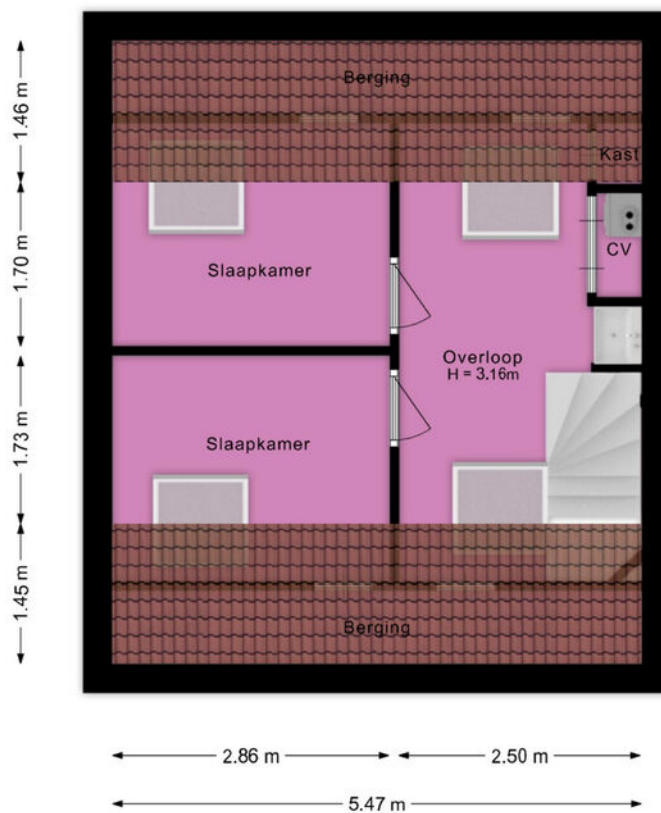 Berging
1.46 m
Kast
1.70 m
CV
Slaapkamer
Overloop
H = 3.16m
1.73 m
Slaapkamer
1.45 m
Berging
2.86 m
2.50 m
5.47 m